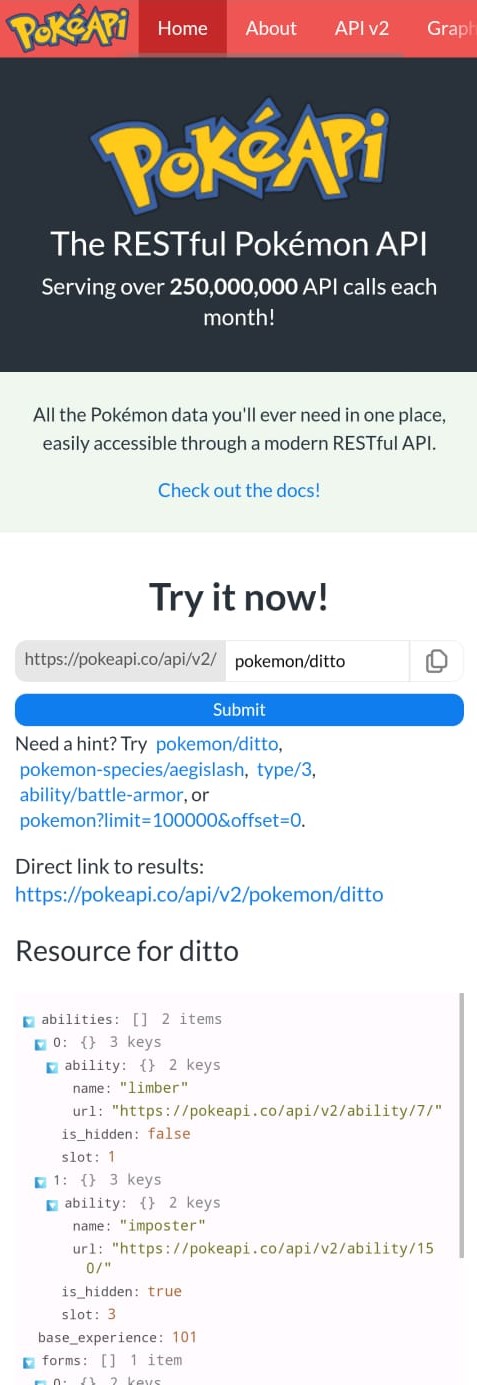 PokéAPI Home About API v2 Graph
PokéAPI
The RESTful Pokémon API
Serving over 250,000,000 API calls each
month!
All the Pokémon data you'll ever need in one place,
easily accessible through a modern RESTful API.
Check out the docs!
Try it now!
https://pokeapi.co/api/v2/ pokemon/ditto
Submit
Need a hint? Try pokemon/ditto,
pokemon-species/aegislash, type/3,
ability/battle-armor, or
pokemon?limit=100000&offset=0.
Direct link to results:
https://pokeapi.co/api/v2/pokemon/ditto
Resource for ditto
abilities: [] 2 items
0: {} 3 keys
ability: {} 2 keys
name: "limber"
url: "https://pokeapi.co/api/v2/ability/7/"
is_hidden: false
slot: 1
1: {} 3 keys
ability: {} 2 keys
name: "imposter"
url: "https://pokeapi.co/api/v2/ability/15
0/"
is_hidden: true
slot: 3
base_experience: 101
forms: [] 1 item
0: {} 2 keys